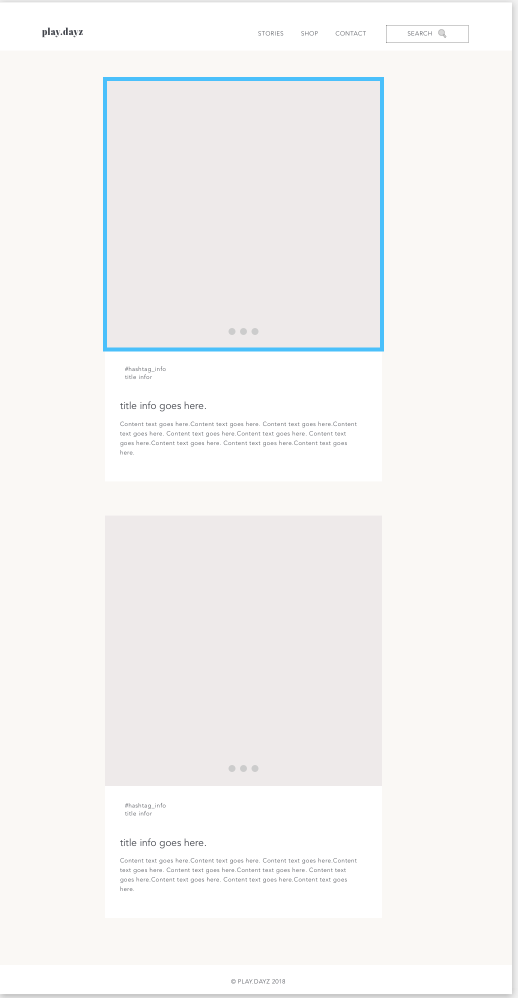 play.dayz
STORIES SHOP CONTACT SEARCH
#hashtag_info
title infor
title info goes here.
Content text goes here.Content text goes here. Content text goes here.Content
text goes here. Content text goes here.Content text goes here. Content text
goes here.Content text goes here. Content text goes here.Content text goes
here.
#hashtag_info
title infor
title info goes here.
Content text goes here.Content text goes here. Content text goes here.Content
text goes here. Content text goes here.Content text goes here. Content text
goes here.Content text goes here. Content text goes here.Content text goes
here.
© PLAY.DAYZ 2018